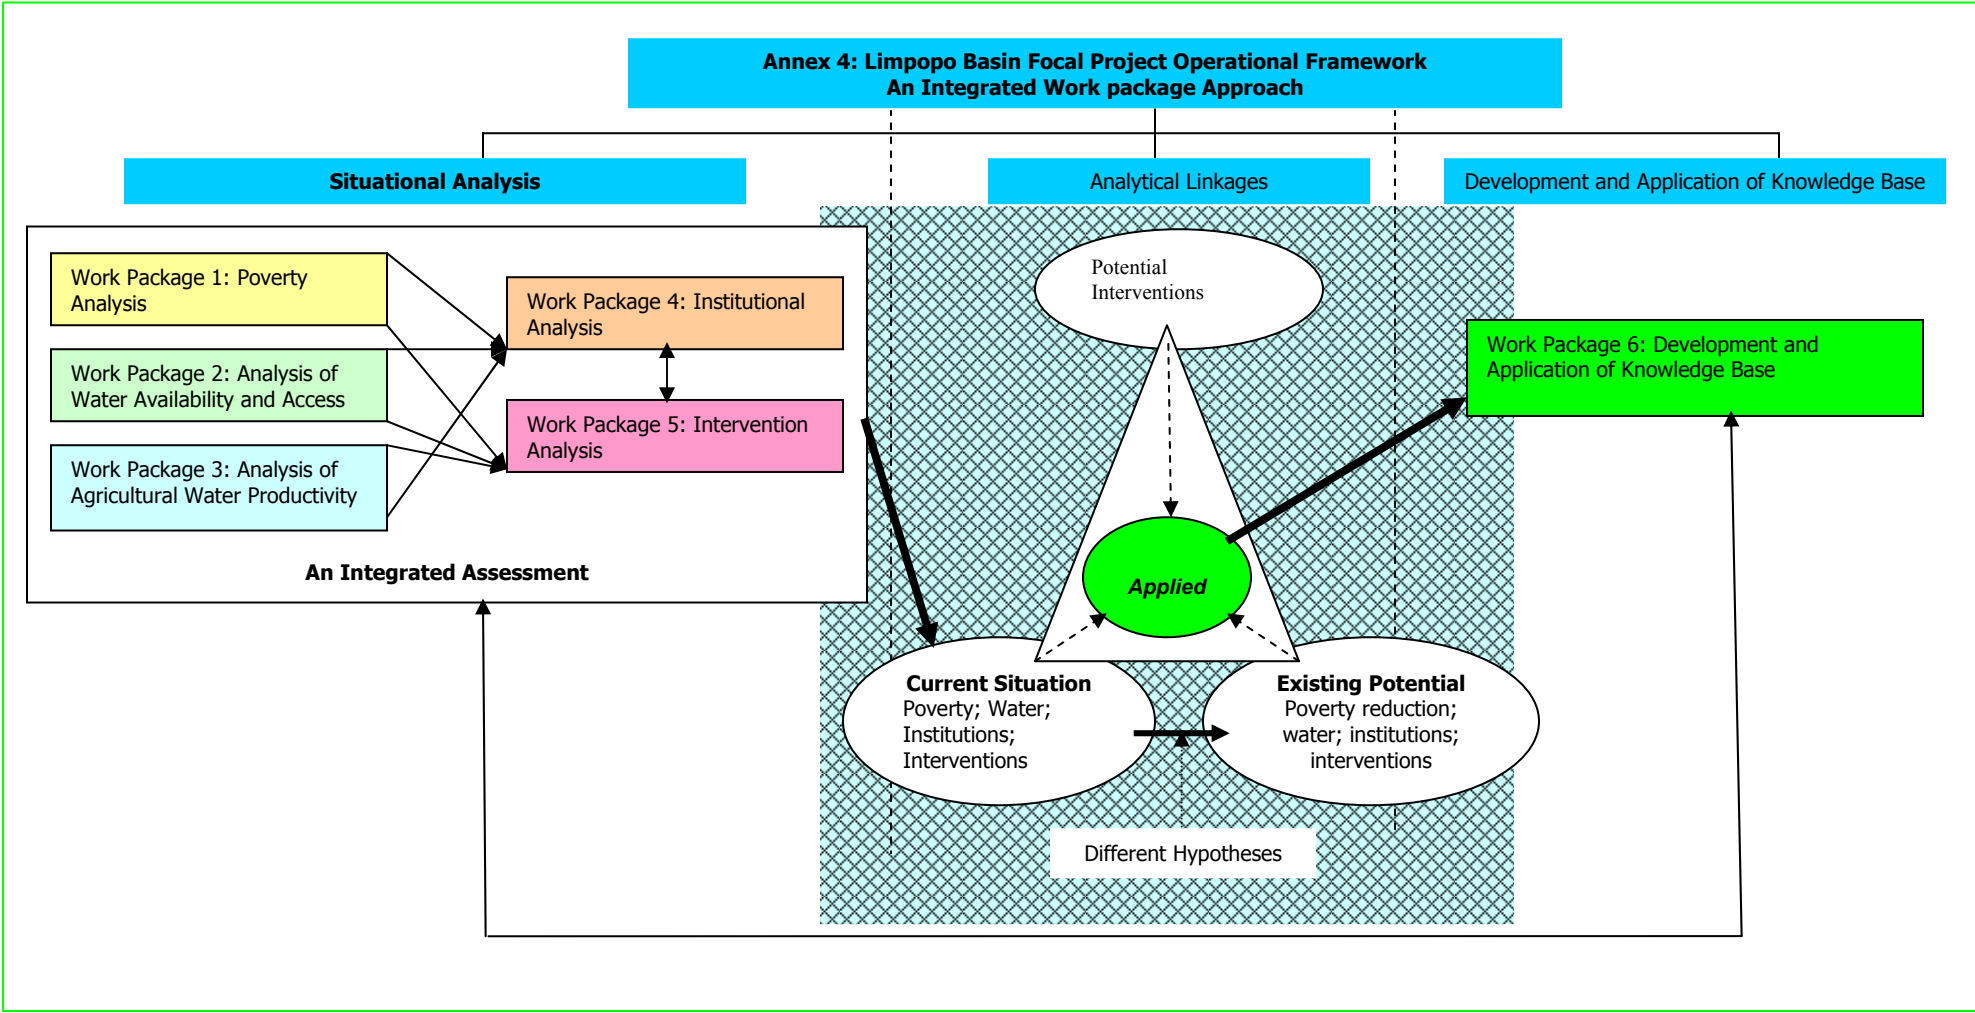 Annex 4: Limpopo Basin Focal Project Operational Framework
An Integrated Work package Approach
Situational Analysis
Analytical Linkages
Development and Application of Knowledge Base
Work Package 1: Poverty
Analysis
Work Package 2: Analysis of
Water Availability and Access
Work Package 3: Analysis of
Agricultural Water Productivity
Work Package 4: Institutional
Analysis
Work Package 5: Intervention
Analysis
An Integrated Assessment
Potential
Interventions
Applied
Current Situation
Poverty; Water;
Institutions;
Interventions
Existing Potential
Poverty reduction;
water; institutions;
interventions
Different Hypotheses
Work Package 6: Development and
Application of Knowledge Base